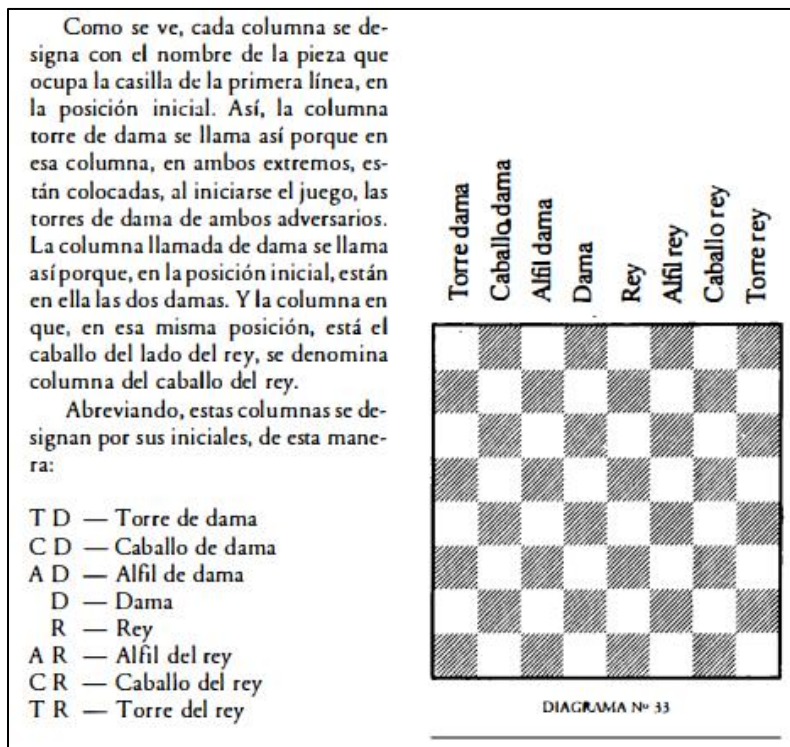 Como se ve, cada columna se de-
signa con el nombre de la pieza que
ocupa la casilla de la primera línea, en
la posición inicial. Así, la columna
torre de dama se llama así porque en
esa columna, en ambos extremos, es-
tán colocadas, al iniciarse el juego, las
torres de dama de ambos adversarios.
La columna llamada de dama se llama
así porque, en la posición inicial, están
en ella las dos damas. Y la columna en
que, en esa misma posición, está el
caballo del lado del rey, se denomina
columna del caballo del rey.
Abreviando, estas columnas se de-
signan por sus iniciales, de esta mane-
ra:
T D — Torre de dama
C D — Caballo de dama
A D — Alfil de dama
D — Dama
R — Rey
A R — Alfil del rey
C R — Caballo del rey
T R — Torre del rey
Torre dama
Caballo dama
Alfil dama
Dama
Rey
Alfil rey
Caballo rey
Torre rey
DIAGRAMA Nº 33